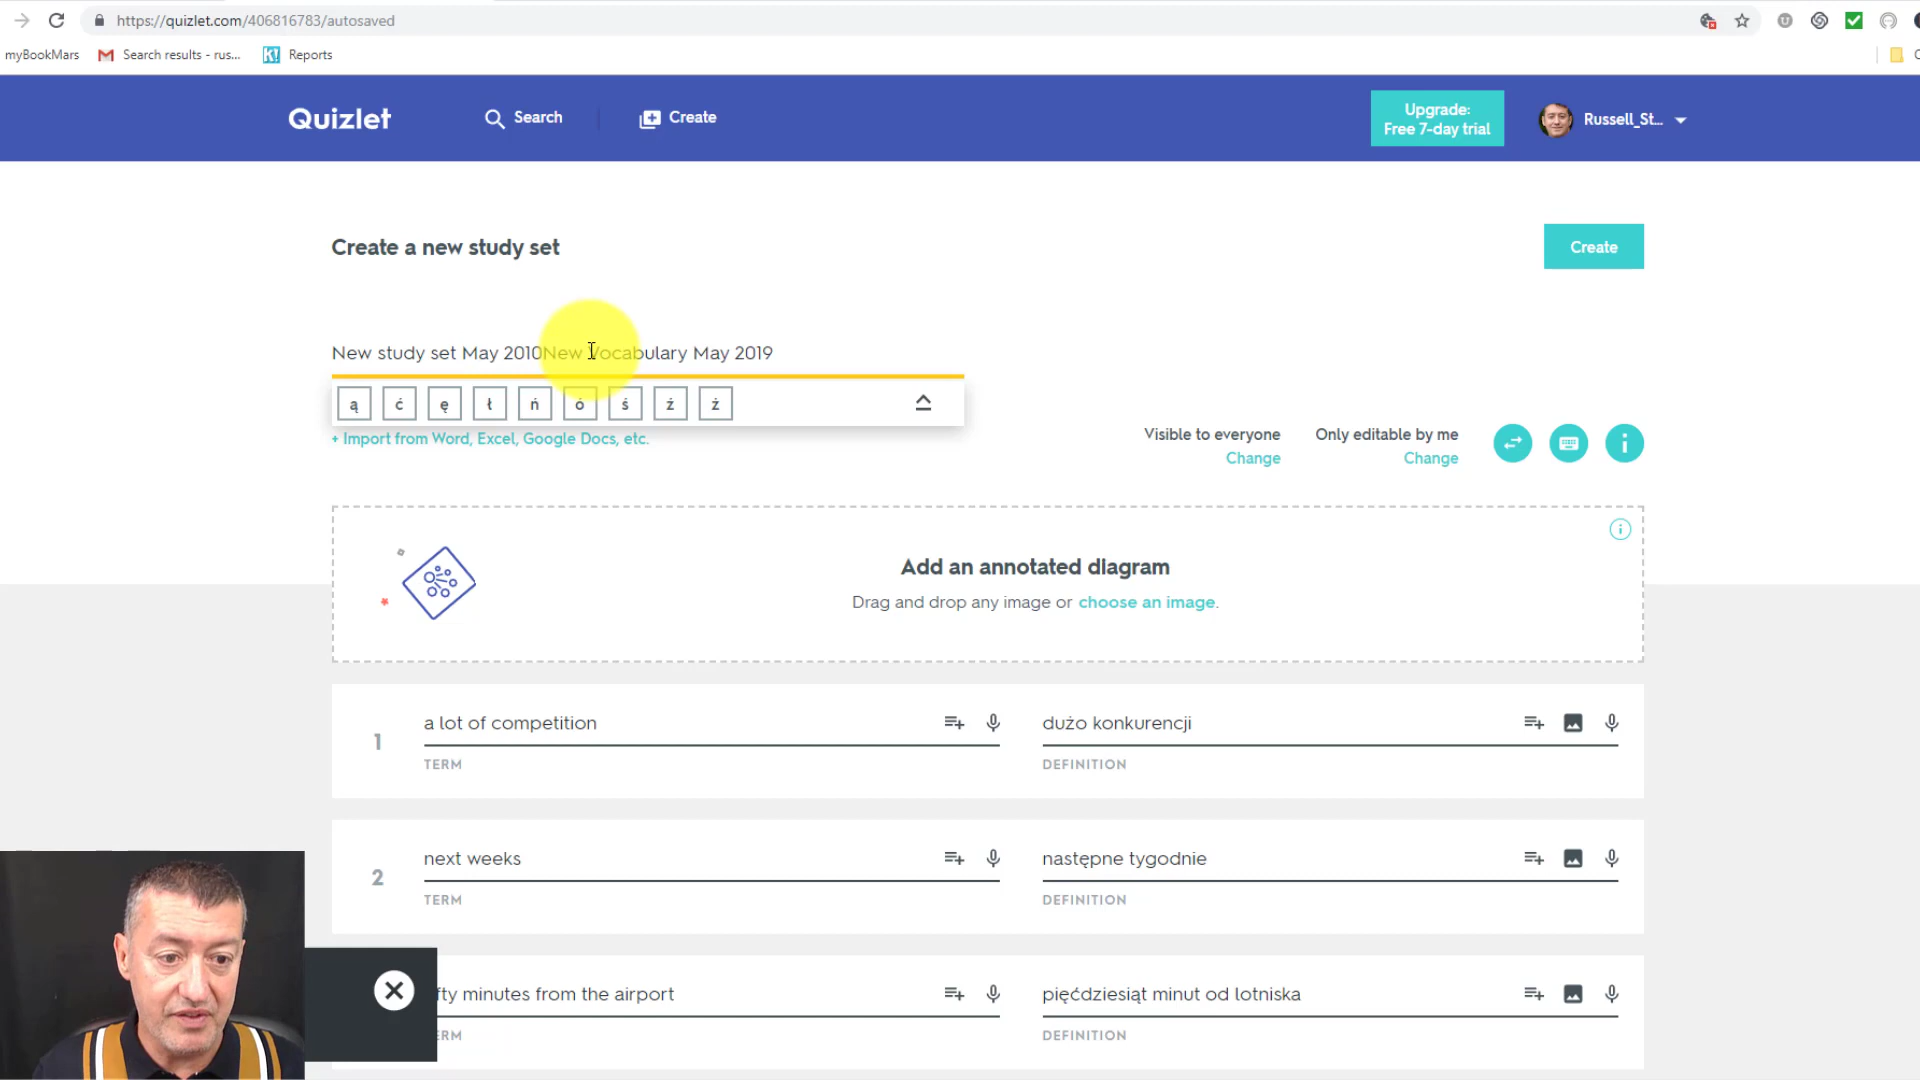 https://quizlet.com/406816783/autosaved
myBookMars Search results - rus... Reports
Quizlet Search Create Upgrade: Free 7-day trial Russell_St...
Create a new study set Create
New study set May 2010New Vocabulary May 2019
ą ć ę ł ń ó ś ź ż
+ Import from Word, Excel, Google Docs, etc.
Visible to everyone Only editable by me
Change Change
Add an annotated diagram
Drag and drop any image or choose an image.
1 a lot of competition dużo konkurencji
TERM DEFINITION
2 next weeks następne tygodnie
TERM DEFINITION
fty minutes from the airport pięćdziesiąt minut od lotniska
ERM DEFINITION